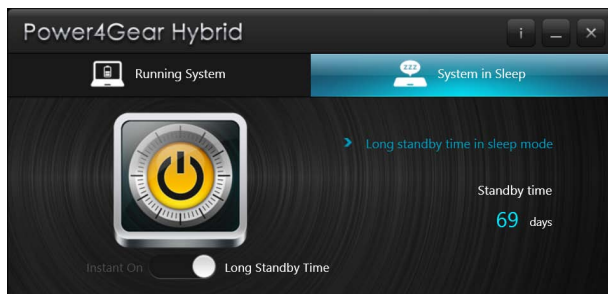 Power4Gear Hybrid
i
Running System
zzz
System in Sleep
Long standby time in sleep mode
Standby time
69 days
Instant On
Long Standby Time